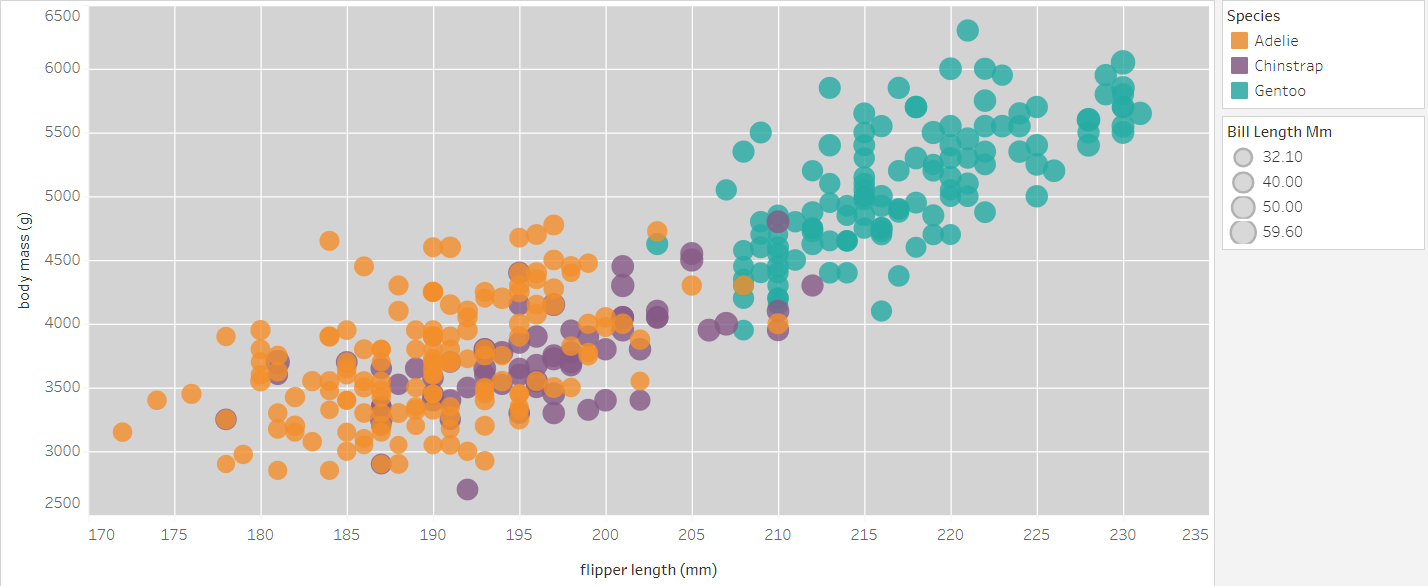 6500
6000
5500
5000
4500
4000
3500
3000
2500
body mass (g)
170 175 180 185 190 195 200 205 210 215 220 225 230 235
flipper length (mm)
Species
Adelie
Chinstrap
Gentoo
Bill Length Mm
32.10
40.00
50.00
59.60